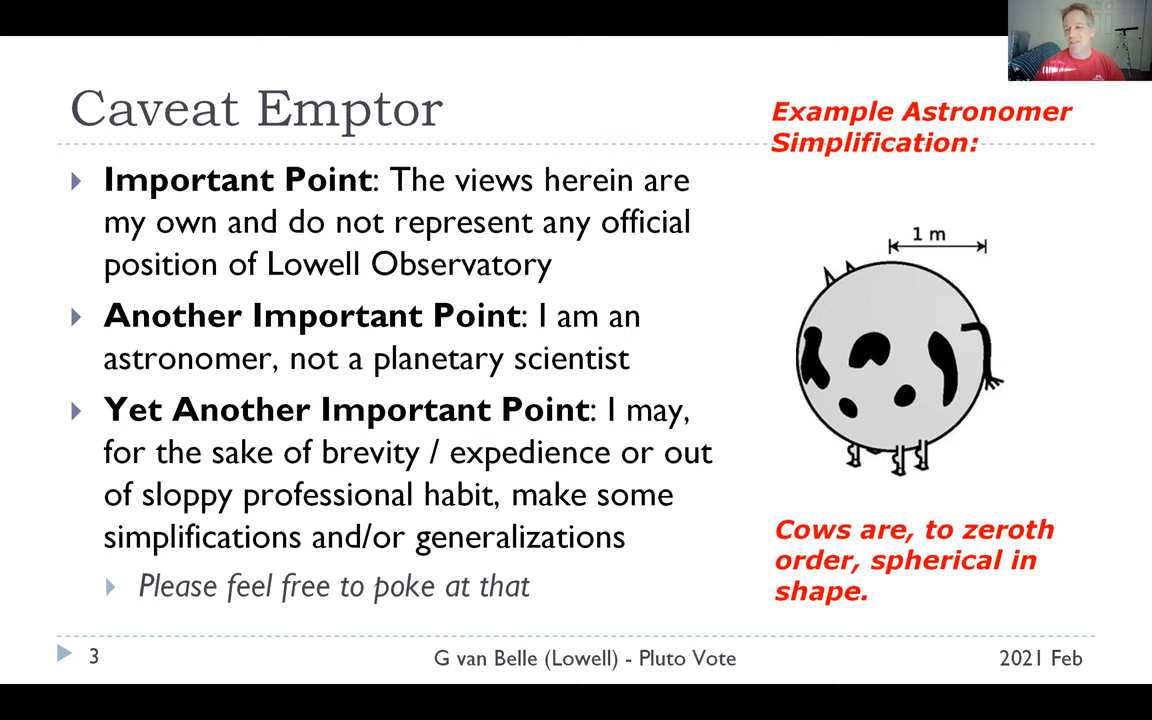 Caveat Emptor
Important Point: The views herein are
my own and do not represent any official
position of Lowell Observatory
Another Important Point: I am an
astronomer, not a planetary scientist
Yet Another Important Point: I may,
for the sake of brevity / expedience or out
of sloppy professional habit, make some
simplifications and/or generalizations
Please feel free to poke at that
Example Astronomer
Simplification:
1 m
Cows are, to zeroth
order, spherical in
shape.
3
G van Belle (Lowell) - Pluto Vote
2021 Feb